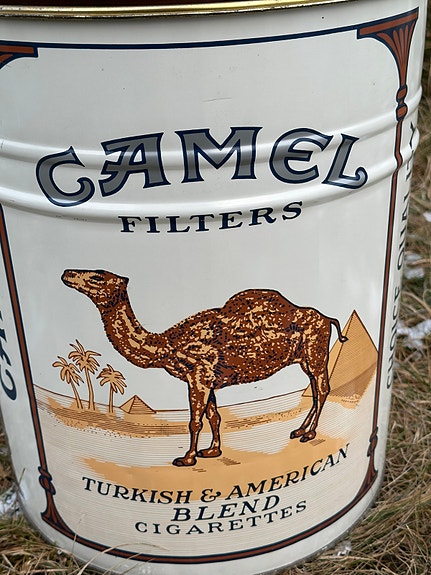 CAMEL
FILTERS
TURKISH & AMERICAN
BLEND
CIGARETTES